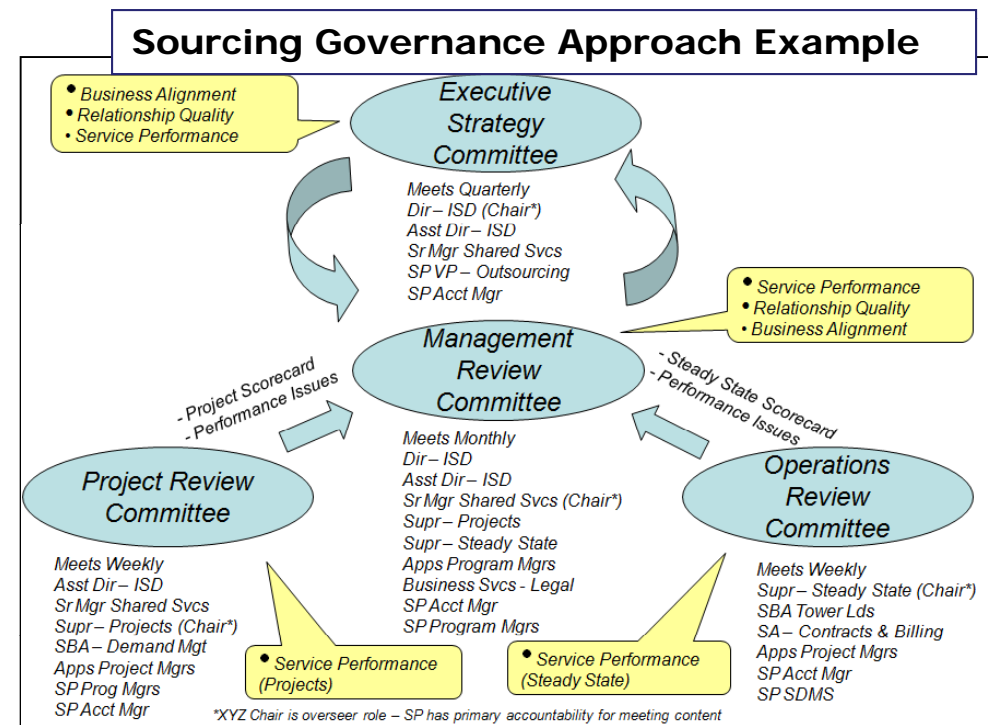 Sourcing Governance Approach Example
• Business Alignment
• Relationship Quality
• Service Performance
Executive
Strategy
Committee
Meets Quarterly
Dir – ISD (Chair*)
Asst Dir – ISD
Sr Mgr Shared Svcs
SP VP – Outsourcing
SP Acct Mgr
• Service Performance
• Relationship Quality
• Business Alignment
Management
Review
Committee
- Project Scorecard
- Performance Issues
- Steady State Scorecard
- Performance Issues
Meets Monthly
Dir – ISD
Asst Dir – ISD
Sr Mgr Shared Svcs (Chair*)
Supr – Projects
Supr – Steady State
Apps Program Mgrs
Business Svcs - Legal
SP Acct Mgr
SP Program Mgrs
Project Review
Committee
Meets Weekly
Asst Dir – ISD
Sr Mgr Shared Svcs
Supr – Projects (Chair*)
SBA – Demand Mgt
Apps Project Mgrs
SP Prog Mgrs
SP Acct Mgr
Operations
Review
Committee
Meets Weekly
Supr – Steady State (Chair*)
SBA Tower Lds
SA – Contracts & Billing
Apps Project Mgrs
SP Acct Mgr
SP SDMS
• Service Performance
(Projects)
• Service Performance
(Steady State)
*XYZ Chair is overseer role – SP has primary accountability for meeting content